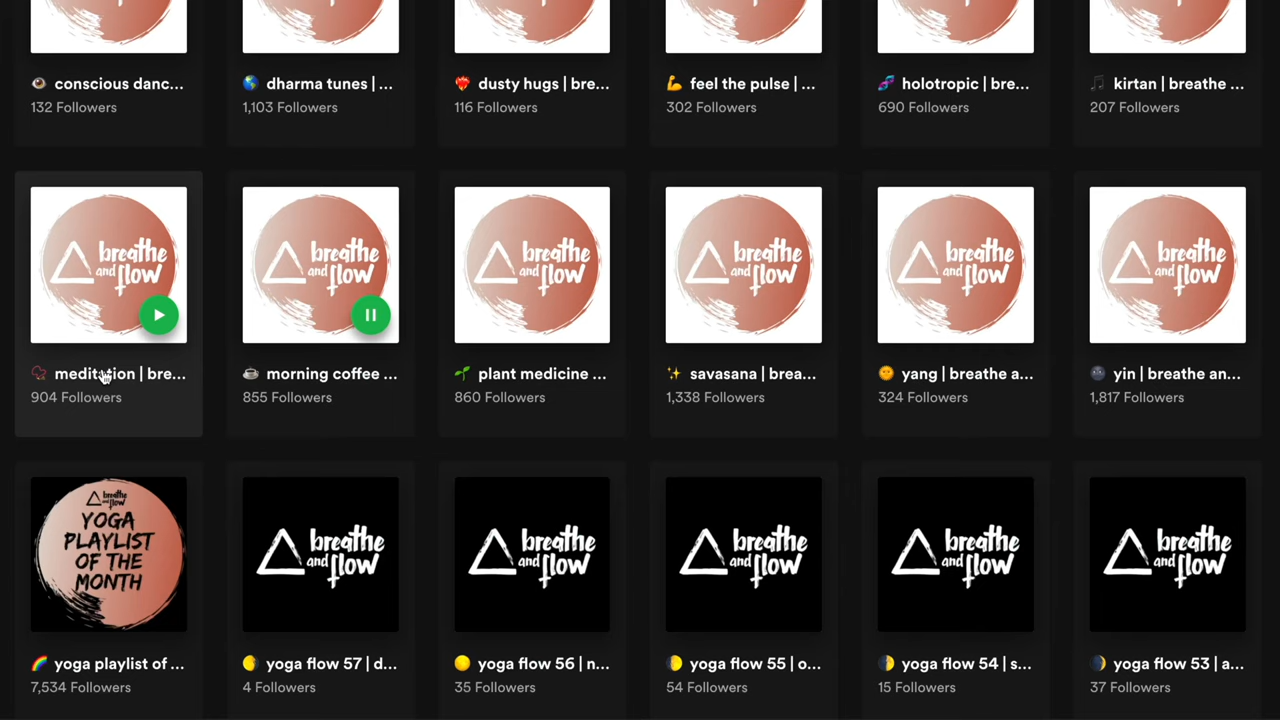 👁️ conscious danc...
132 Followers
🌎 dharma tunes | ...
1,103 Followers
❤️‍🔥 dusty hugs | bre...
116 Followers
💪 feel the pulse | ...
302 Followers
🧬 holotropic | bre...
690 Followers
🎵 kirtan | breathe ...
207 Followers
breathe
and flow
meditation | bre...
904 Followers
breathe
and flow
☕ morning coffee ...
855 Followers
breathe
and flow
🌱 plant medicine ...
860 Followers
breathe
and flow
✨ savasana | brea...
1,338 Followers
breathe
and flow
🌞 yang | breathe a...
324 Followers
breathe
and flow
🌚 yin | breathe an...
1,817 Followers
breathe
and flow
YOGA
PLAYLIST
OF THE
MONTH
🌈 yoga playlist of ...
7,534 Followers
breathe
and flow
🌖 yoga flow 57 | d...
4 Followers
breathe
and flow
🌕 yoga flow 56 | n...
35 Followers
breathe
and flow
🌔 yoga flow 55 | o...
54 Followers
breathe
and flow
🌓 yoga flow 54 | s...
15 Followers
breathe
and flow
🌒 yoga flow 53 | a...
37 Followers